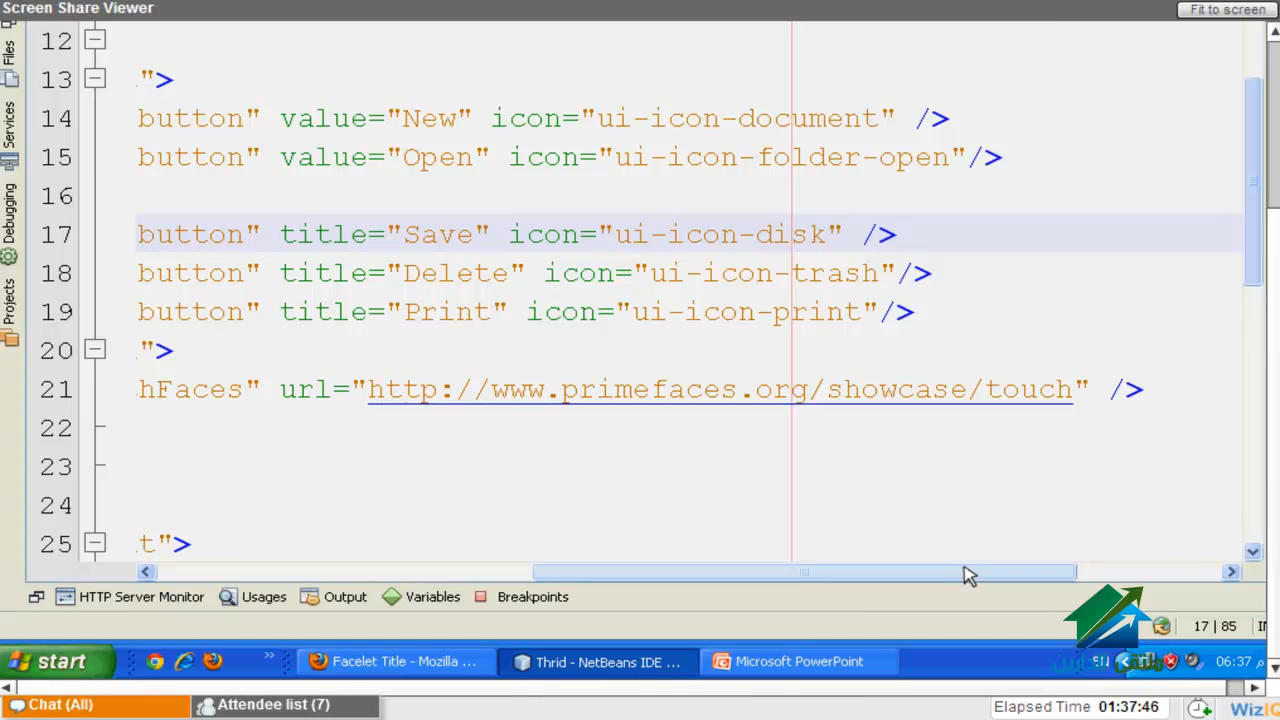 Screen Share Viewer
Fit to screen
Files
Services
Debugging
Projects
12
13 ">
14 button" value="New" icon="ui-icon-document" />
15 button" value="Open" icon="ui-icon-folder-open"/>
16
17 button" title="Save" icon="ui-icon-disk" />
18 button" title="Delete" icon="ui-icon-trash"/>
19 button" title="Print" icon="ui-icon-print"/>
20 ">
21 hFaces" url="http://www.primefaces.org/showcase/touch" />
22
23
24
25 t">
HTTP Server Monitor Usages Output Variables Breakpoints
17 | 85
start Facelet Title - Mozilla ... Thrid - NetBeans IDE ... Microsoft PowerPoint EN 06:37 م
Chat (All) Attendee list (7) Elapsed Time 01:37:46